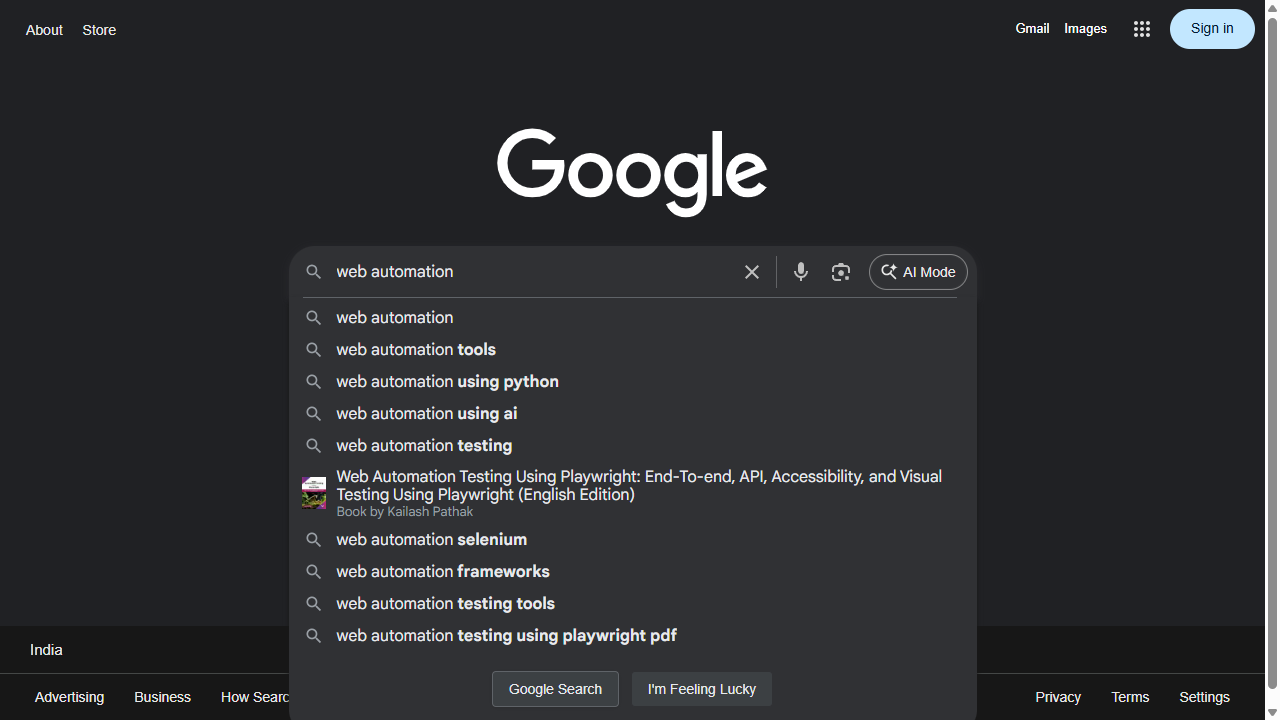 About Store
Gmail Images Sign in
Google
web automation
AI Mode
web automation
web automation tools
web automation using python
web automation using ai
web automation testing
Web Automation Testing Using Playwright: End-To-end, API, Accessibility, and Visual
Testing Using Playwright (English Edition)
Book by Kailash Pathak
web automation selenium
web automation frameworks
web automation testing tools
web automation testing using playwright pdf
India
Google Search I'm Feeling Lucky
Advertising Business How Searc
Privacy Terms Settings